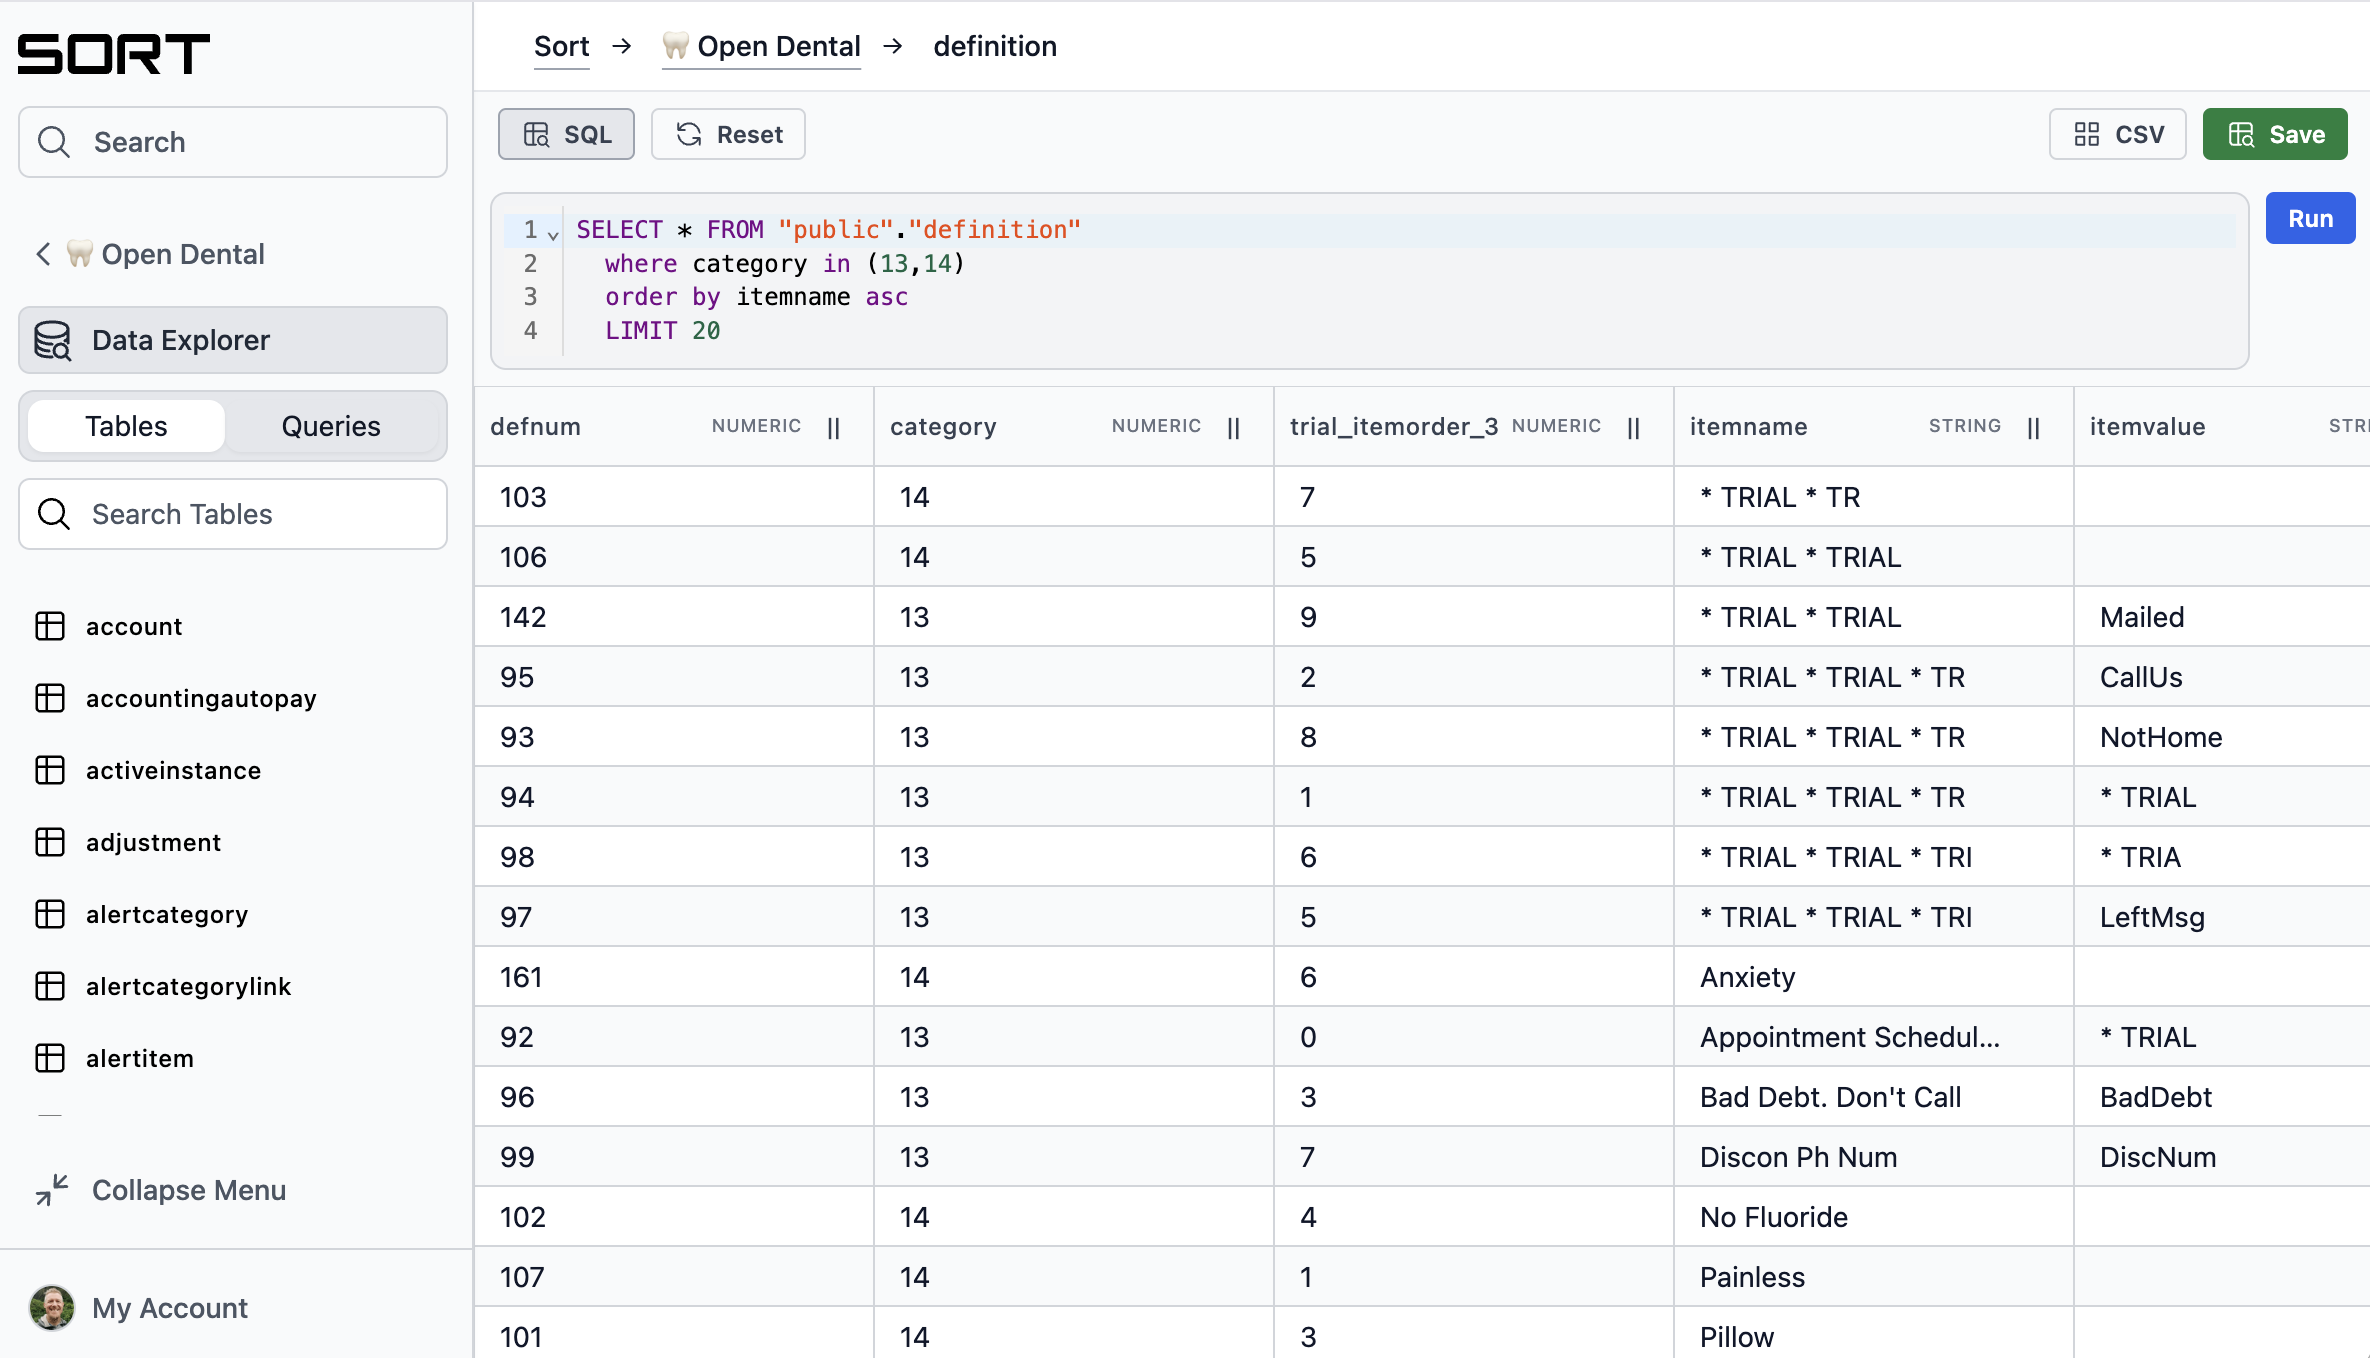 SORT
Search
Open Dental
Data Explorer
Tables Queries
Search Tables
account
accountingautopay
activeinstance
adjustment
alertcategory
alertcategorylink
alertitem
Collapse Menu
My Account
Sort → Open Dental → definition
SQL Reset CSV Save
Run
1 SELECT * FROM "public"."definition"
2 where category in (13,14)
3 order by itemname asc
4 LIMIT 20
defnum NUMERIC category NUMERIC trial_itemorder_3 NUMERIC itemname STRING itemvalue STRI
103 14 7 * TRIAL * TR
106 14 5 * TRIAL * TRIAL
142 13 9 * TRIAL * TRIAL Mailed
95 13 2 * TRIAL * TRIAL * TR CallUs
93 13 8 * TRIAL * TRIAL * TR NotHome
94 13 1 * TRIAL * TRIAL * TR * TRIAL
98 13 6 * TRIAL * TRIAL * TRI * TRIA
97 13 5 * TRIAL * TRIAL * TRI LeftMsg
161 14 6 Anxiety
92 13 0 Appointment Schedul... * TRIAL
96 13 3 Bad Debt. Don't Call BadDebt
99 13 7 Discon Ph Num DiscNum
102 14 4 No Fluoride
107 14 1 Painless
101 14 3 Pillow